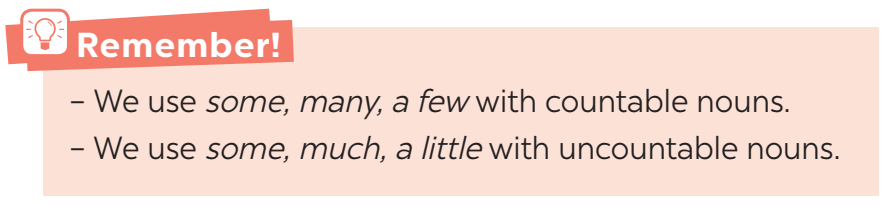 Remember!
– We use some, many, a few with countable nouns.
– We use some, much, a little with uncountable nouns.